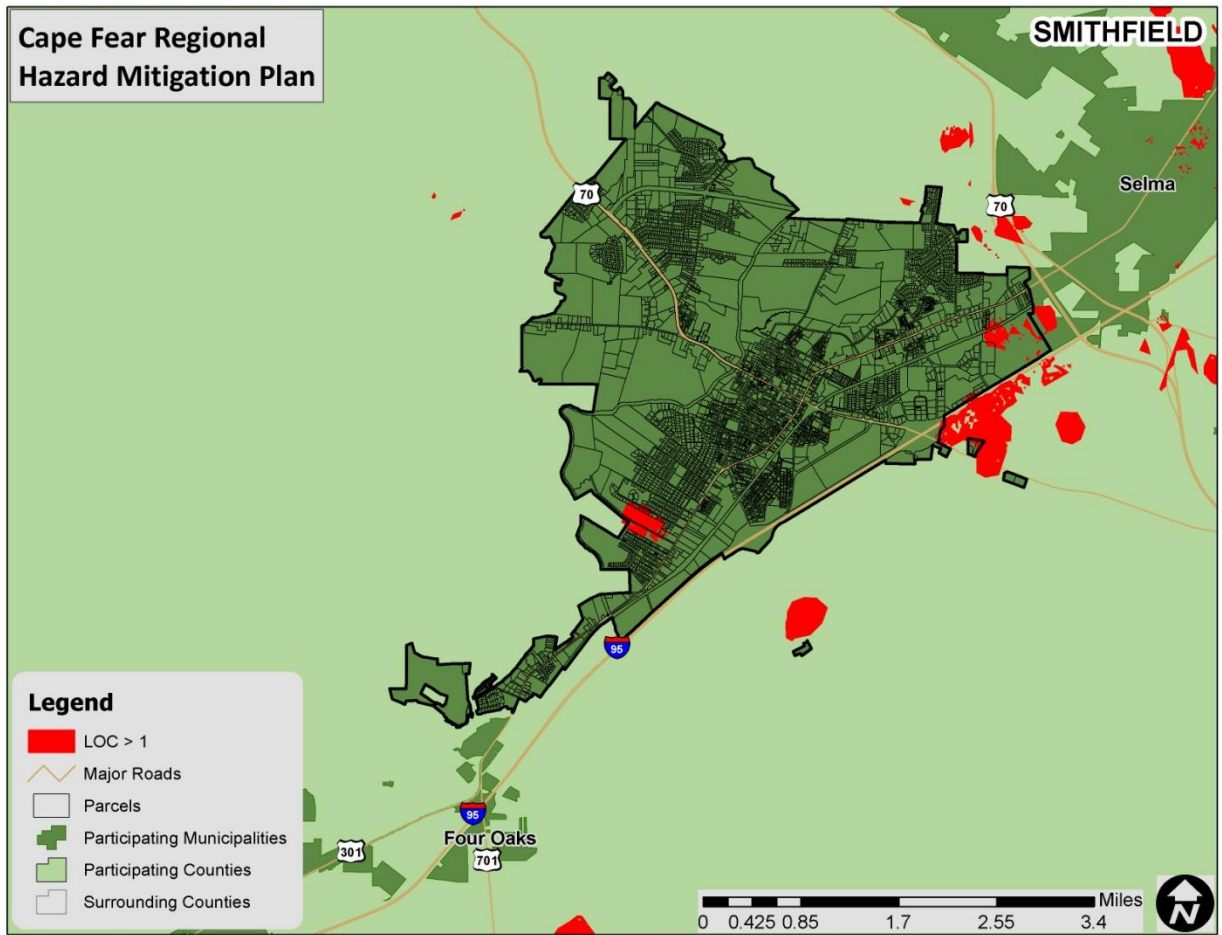 Cape Fear Regional
Hazard Mitigation Plan
SMITHFIELD
70
70
Selma
95
Legend
LOC > 1
Major Roads
Parcels
Participating Municipalities
Participating Counties
Surrounding Counties
95
Four Oaks
301
701
Miles
0 0.425 0.85 1.7 2.55 3.4
N